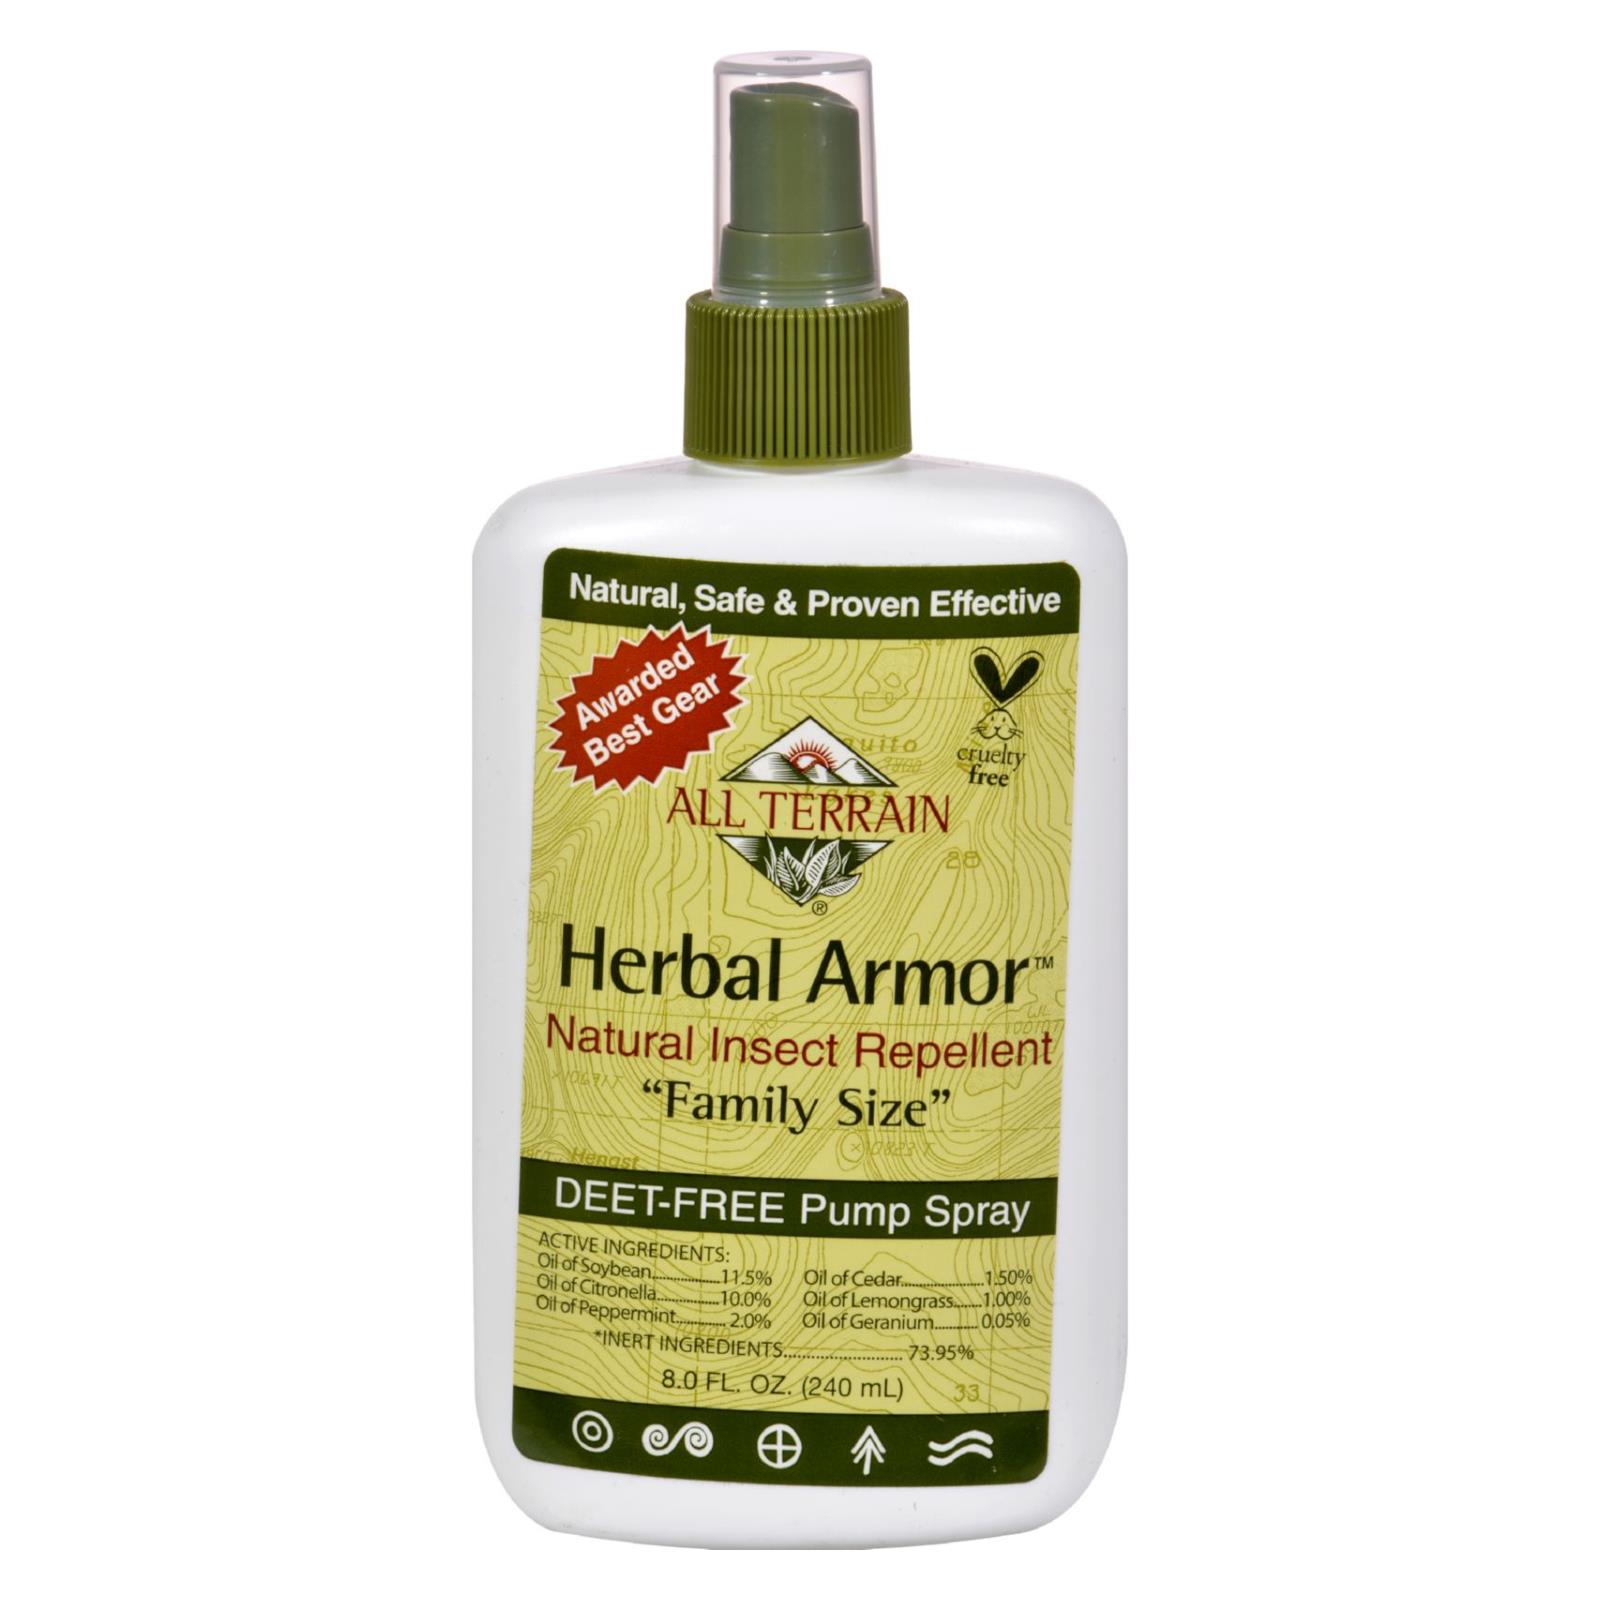 Natural, Safe & Proven Effective
Awarded
Best Gear
cruelty
free
ALL TERRAIN
®
28
Herbal Armor™
Natural Insect Repellent
"Family Size"
Hengst
DEET-FREE Pump Spray
ACTIVE INGREDIENTS:
Oil of Soybean..............11.5%
Oil of Citronella.............10.0%
Oil of Peppermint...........2.0%
Oil of Cedar.................1.50%
Oil of Lemongrass......1.00%
Oil of Geranium.........0.05%
*INERT INGREDIENTS........................73.95%
8.0 FL. OZ. (240 mL)
33